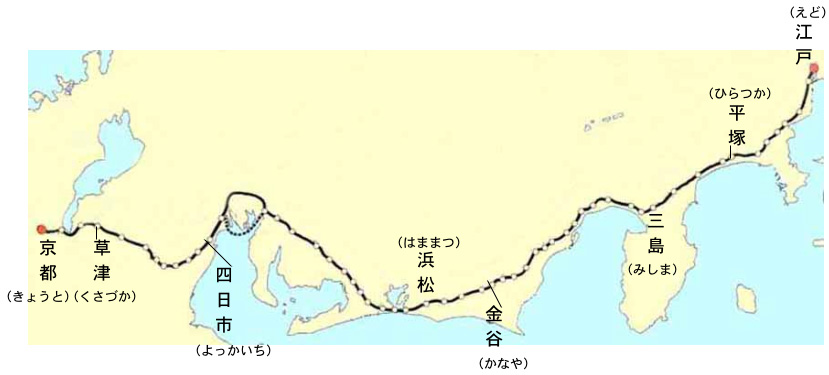 （えど）
江戸
（ひらつか）
平塚
三島
（みしま）
（はままつ）
浜松
金谷
（かなや）
四日市
（よっかいち）
草津
（くさづか）
京都
（きょうと）